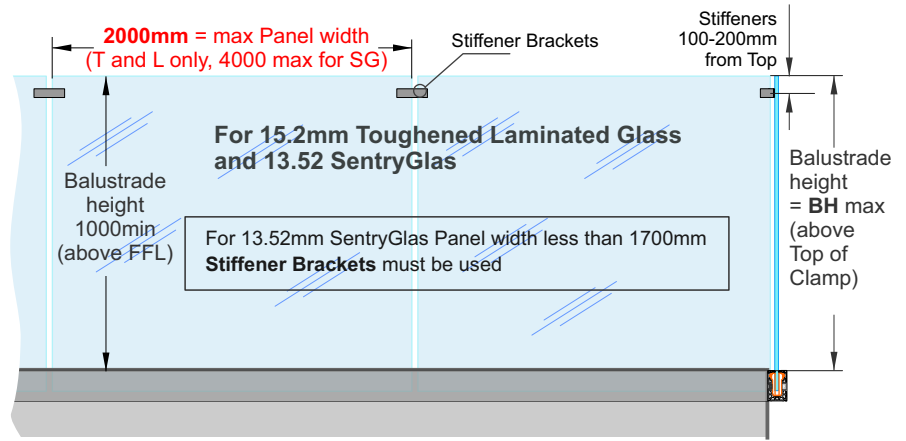 2000mm = max Panel width
(T and L only, 4000 max for SG)
Stiffener Brackets
Stiffeners
100-200mm
from Top
For 15.2mm Toughened Laminated Glass
and 13.52 SentryGlas
Balustrade
height
1000min
(above FFL)
For 13.52mm SentryGlas Panel width less than 1700mm
Stiffener Brackets must be used
Balustrade
height
= BH max
(above
Top of
Clamp)